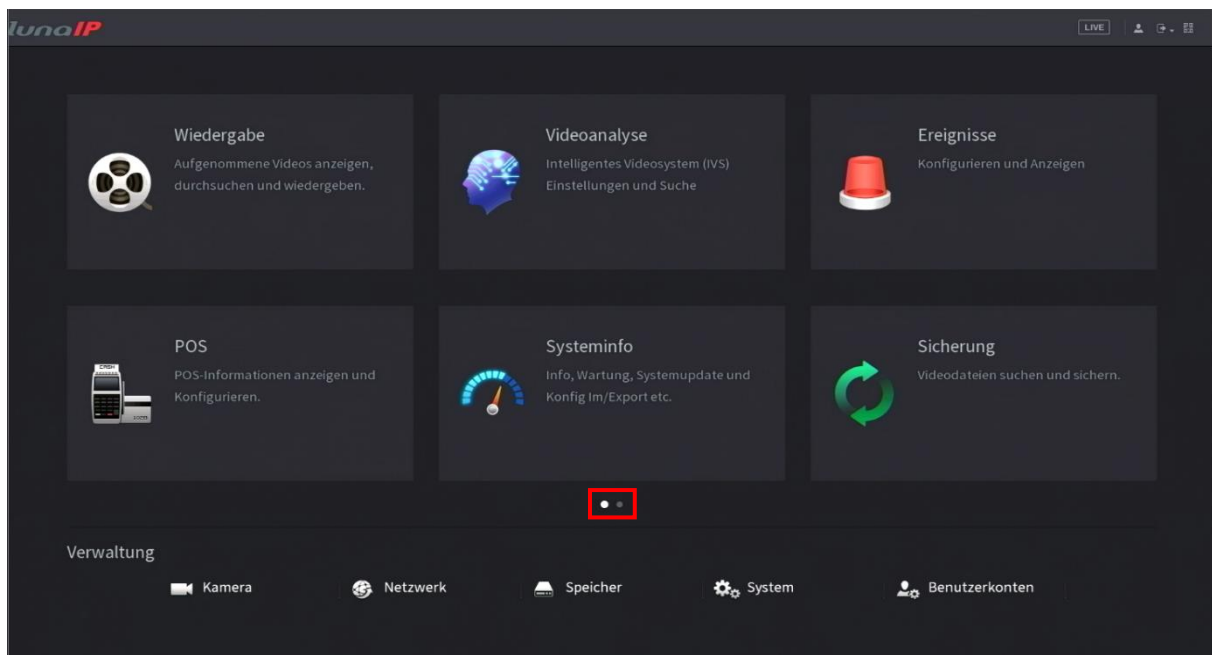 lunaIP
LIVE
Wiedergabe
Aufgenommene Videos anzeigen,
durchsuchen und wiedergeben.
Videoanalyse
Intelligentes Videosystem (IVS)
Einstellungen und Suche
Ereignisse
Konfigurieren und Anzeigen
POS
POS-Informationen anzeigen und
Konfigurieren.
CASH
Systeminfo
Info, Wartung, Systemupdate und
Konfig Im/Export etc.
Sicherung
Videodateien suchen und sichern.
Verwaltung
Kamera
Netzwerk
Speicher
System
Benutzerkonten